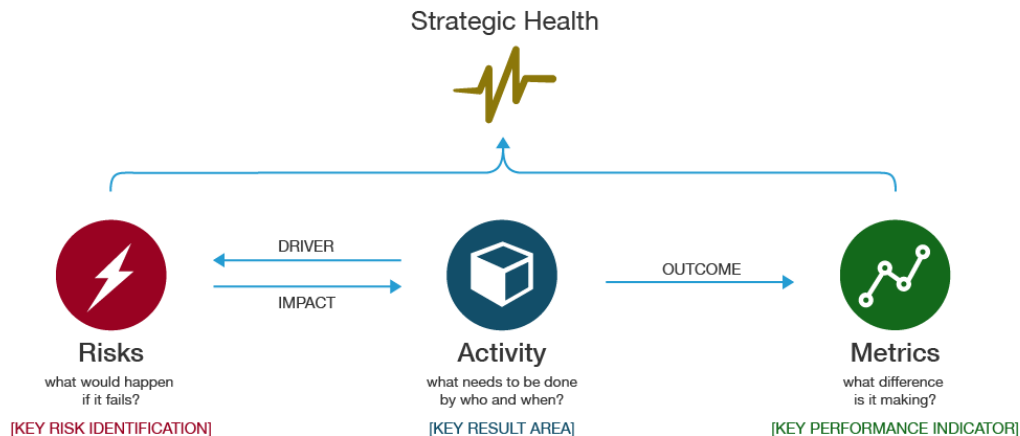 Strategic Health
DRIVER
IMPACT
OUTCOME
Risks
what would happen
if it fails?
[KEY RISK IDENTIFICATION]
Activity
what needs to be done
by who and when?
[KEY RESULT AREA]
Metrics
what difference
is it making?
[KEY PERFORMANCE INDICATOR]